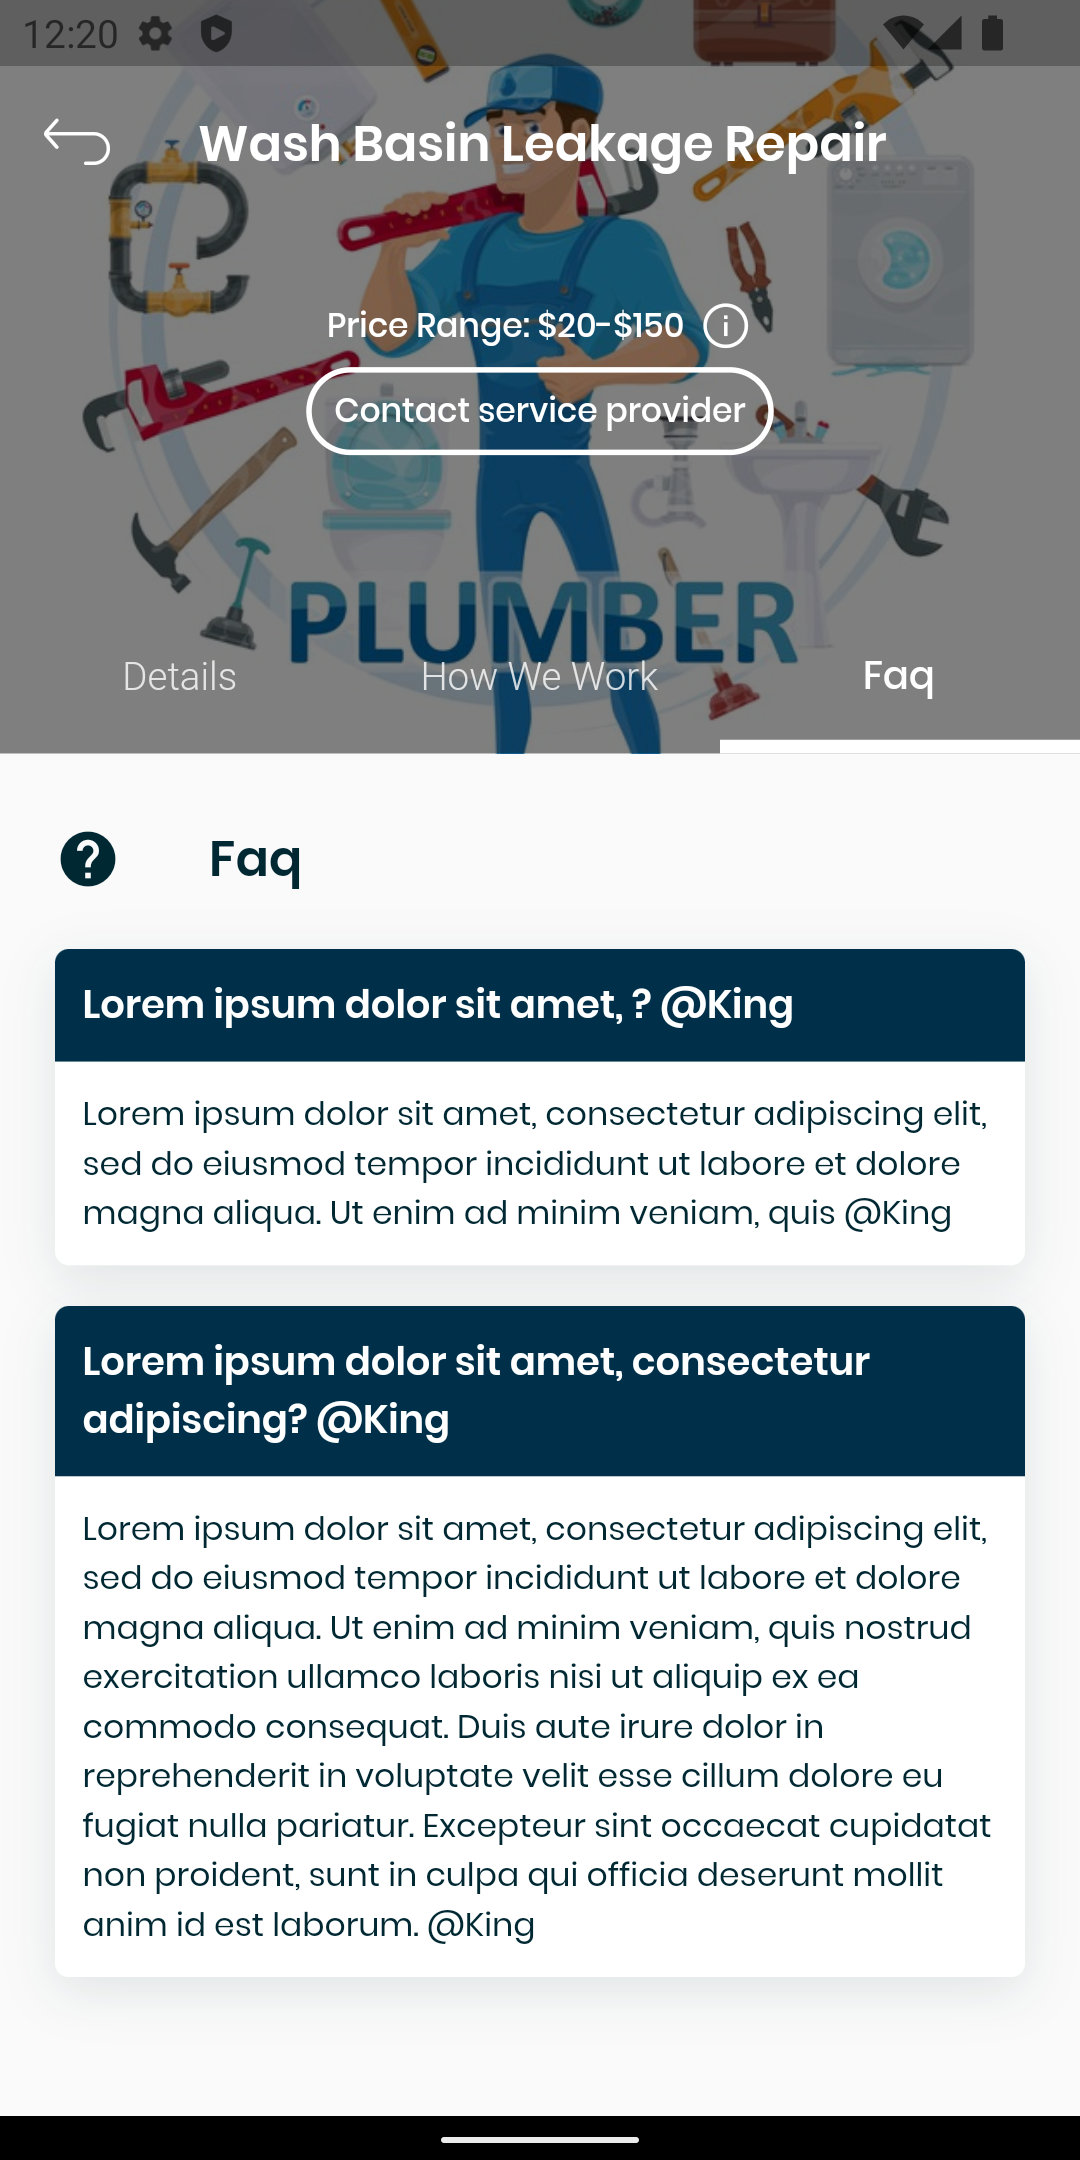 12:20
Wash Basin Leakage Repair
Price Range: $20-$150
Contact service provider
PLUMBER
Details
How We Work
Faq
Faq
Lorem ipsum dolor sit amet, ? @King
Lorem ipsum dolor sit amet, consectetur adipiscing elit,
sed do eiusmod tempor incididunt ut labore et dolore
magna aliqua. Ut enim ad minim veniam, quis @King
Lorem ipsum dolor sit amet, consectetur
adipiscing? @King
Lorem ipsum dolor sit amet, consectetur adipiscing elit,
sed do eiusmod tempor incididunt ut labore et dolore
magna aliqua. Ut enim ad minim veniam, quis nostrud
exercitation ullamco laboris nisi ut aliquip ex ea
commodo consequat. Duis aute irure dolor in
reprehenderit in voluptate velit esse cillum dolore eu
fugiat nulla pariatur. Excepteur sint occaecat cupidatat
non proident, sunt in culpa qui officia deserunt mollit
anim id est laborum. @King